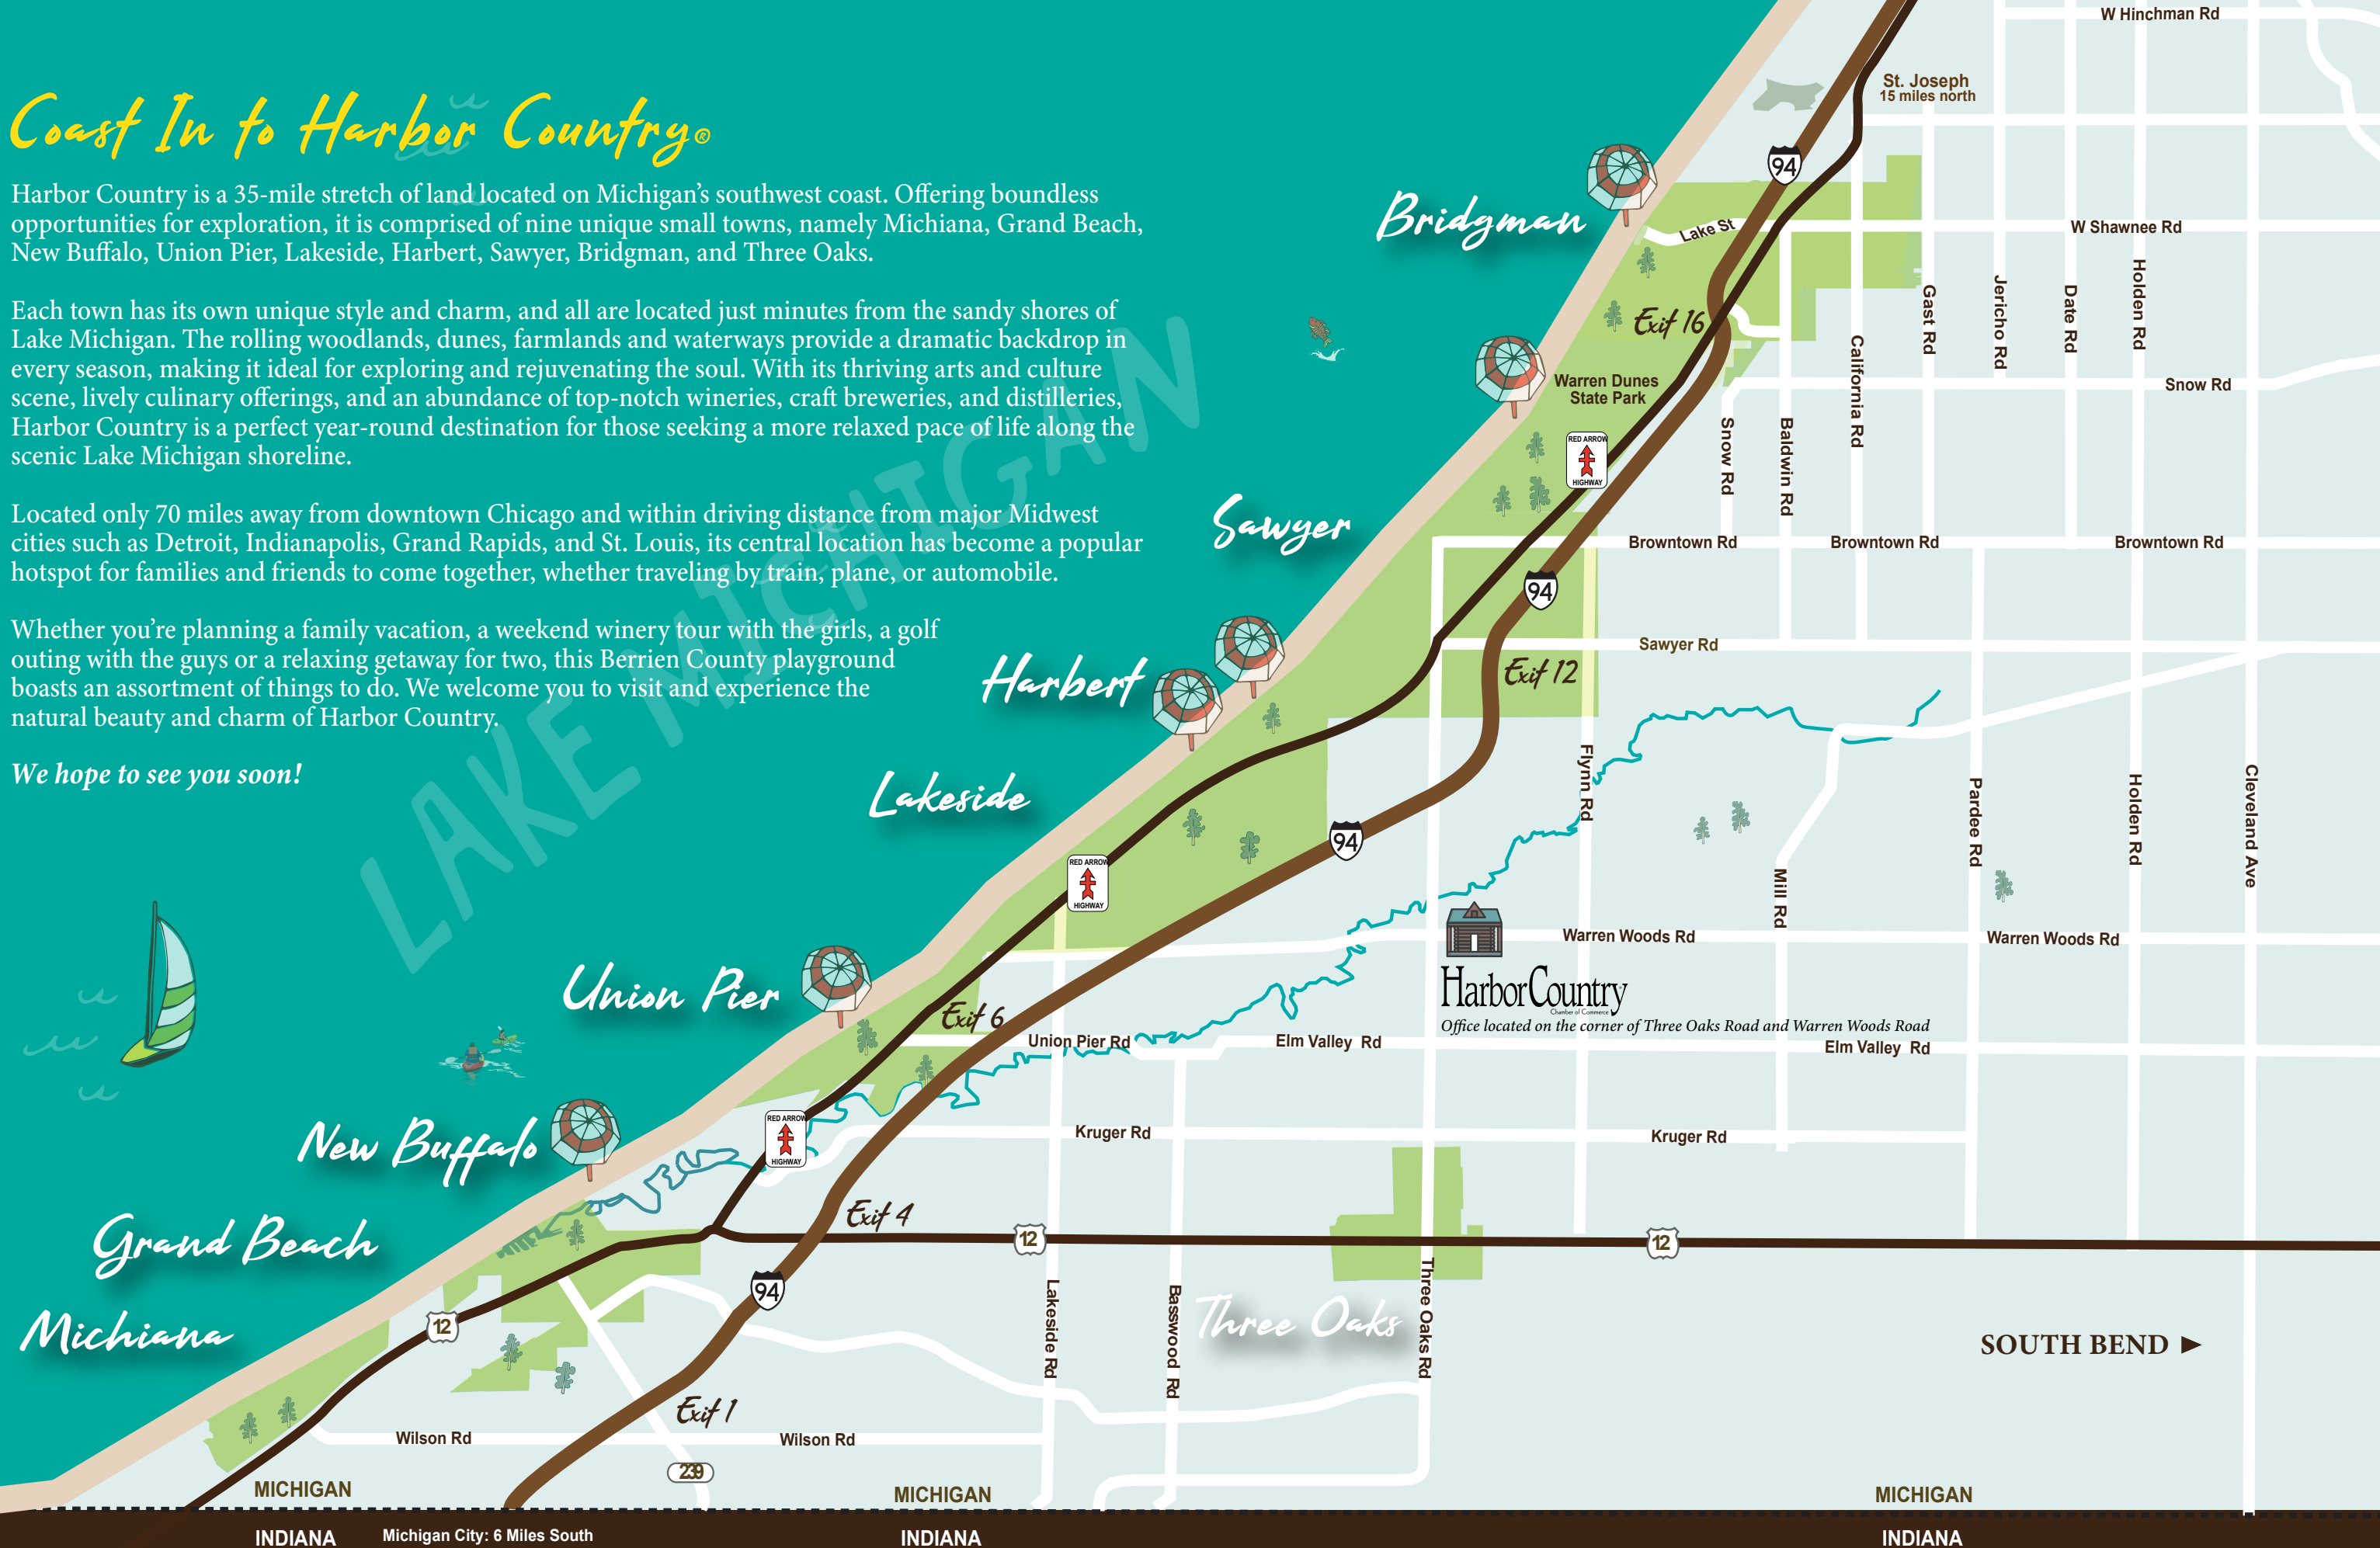 Coast In to Harbor Country®
Harbor Country is a 35-mile stretch of land located on Michigan's southwest coast. Offering boundless
opportunities for exploration, it is comprised of nine unique small towns, namely Michiana, Grand Beach,
New Buffalo, Union Pier, Lakeside, Harbert, Sawyer, Bridgman, and Three Oaks.
Each town has its own unique style and charm, and all are located just minutes from the sandy shores of
Lake Michigan. The rolling woodlands, dunes, farmlands and waterways provide a dramatic backdrop in
every season, making it ideal for exploring and rejuvenating the soul. With its thriving arts and culture
scene, lively culinary offerings, and an abundance of top-notch wineries, craft breweries, and distilleries,
Harbor Country is a perfect year-round destination for those seeking a more relaxed pace of life along the
scenic Lake Michigan shoreline.
Located only 70 miles away from downtown Chicago and within driving distance from major Midwest
cities such as Detroit, Indianapolis, Grand Rapids, and St. Louis, its central location has become a popular
hotspot for families and friends to come together, whether traveling by train, plane, or automobile.
Whether you're planning a family vacation, a weekend winery tour with the girls, a golf
outing with the guys or a relaxing getaway for two, this Berrien County playground
boasts an assortment of things to do. We welcome you to visit and experience the
natural beauty and charm of Harbor Country.
We hope to see you soon!
LAKE MICHIGAN
W Hinchman Rd
St. Joseph
15 miles north
94
Bridgman
Lake St
W Shawnee Rd
Exit 16
Gast Rd
Jericho Rd
Date Rd
Holden Rd
California Rd
Warren Dunes
State Park
Snow Rd
RED ARROW
HIGHWAY
Snow Rd
Baldwin Rd
Sawyer
Browntown Rd
Browntown Rd
Browntown Rd
94
Sawyer Rd
Harbert
Exit 12
Flynn Rd
Lakeside
Pardee Rd
Holden Rd
Cleveland Ave
94
RED ARROW
HIGHWAY
Mill Rd
Warren Woods Rd
Warren Woods Rd
Union Pier
HarborCountry
Chamber of Commerce
Office located on the corner of Three Oaks Road and Warren Woods Road
Exit 6
Union Pier Rd
Elm Valley Rd
Elm Valley Rd
New Buffalo
RED ARROW
HIGHWAY
Kruger Rd
Kruger Rd
Exit 4
Grand Beach
12
12
94
Michiana
12
Lakeside Rd
Basswood Rd
Three Oaks
Three Oaks Rd
SOUTH BEND
Exit 1
Wilson Rd
Wilson Rd
239
MICHIGAN
MICHIGAN
MICHIGAN
INDIANA
Michigan City: 6 Miles South
INDIANA
INDIANA